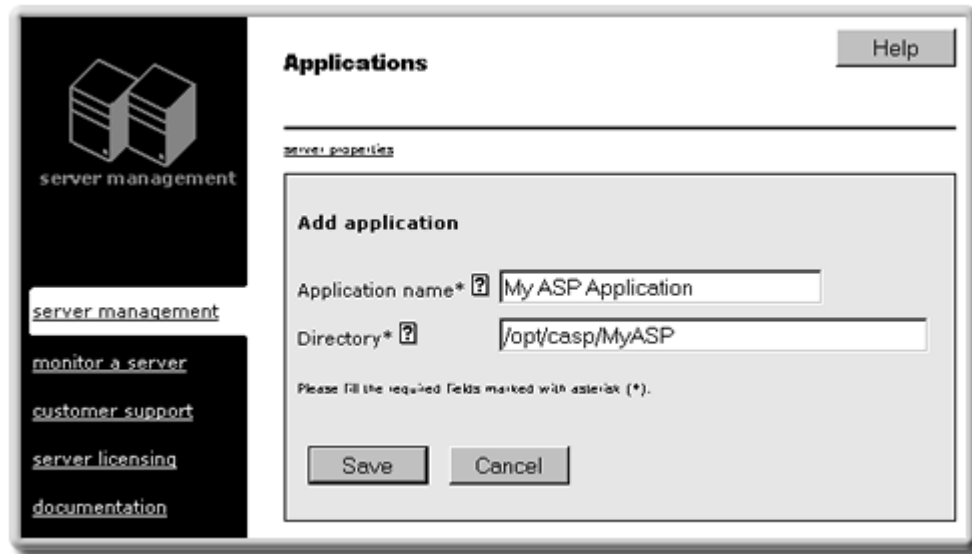 Applications
Help
server properties
server management
Add application
Application name* ? My ASP Application
Directory* ? /opt/casp/MyASP
Please fill the required fields marked with asterisk (*).
Save
Cancel
server management
monitor a server
customer support
server licensing
documentation